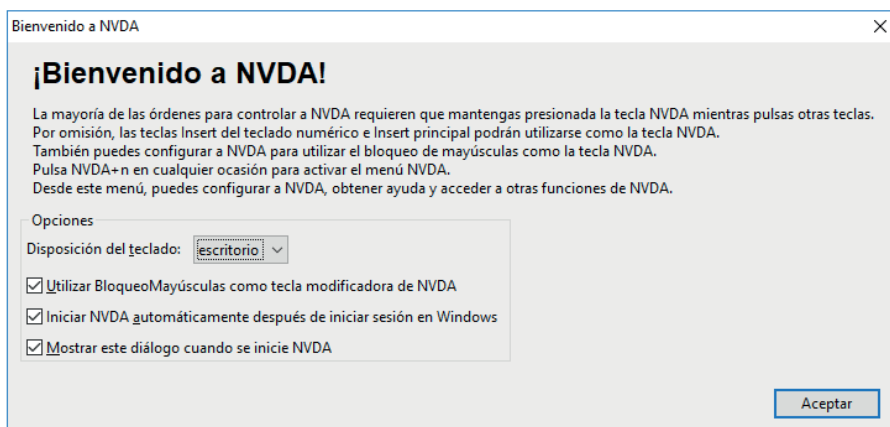 Bienvenido a NVDA
¡Bienvenido a NVDA!
La mayoría de las órdenes para controlar a NVDA requieren que mantengas presionada la tecla NVDA mientras pulsas otras teclas.
Por omisión, las teclas Insert del teclado numérico e Insert principal podrán utilizarse como la tecla NVDA.
También puedes configurar a NVDA para utilizar el bloqueo de mayúsculas como la tecla NVDA.
Pulsa NVDA+n en cualquier ocasión para activar el menú NVDA.
Desde este menú, puedes configurar a NVDA, obtener ayuda y acceder a otras funciones de NVDA.
Opciones
Disposición del teclado: escritorio
Utilizar BloqueoMayúsculas como tecla modificadora de NVDA
Iniciar NVDA automáticamente después de iniciar sesión en Windows
Mostrar este diálogo cuando se inicie NVDA
Aceptar